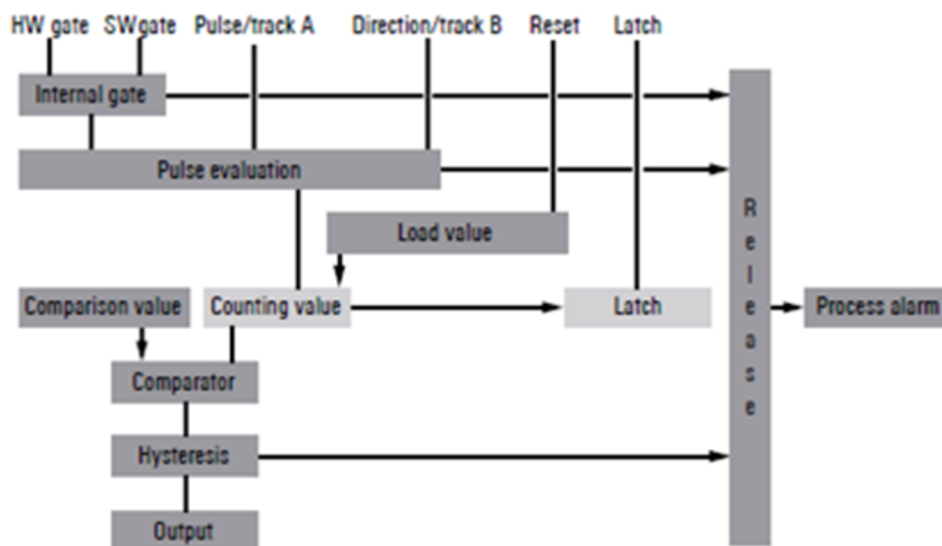 HW gate SWgate Pulse/track A Direction/track B Reset Latch
Internal gate
Pulse evaluation
Load value
Comparison value Counting value Latch
Release
Process alarm
Comparator
Hysteresis
Output